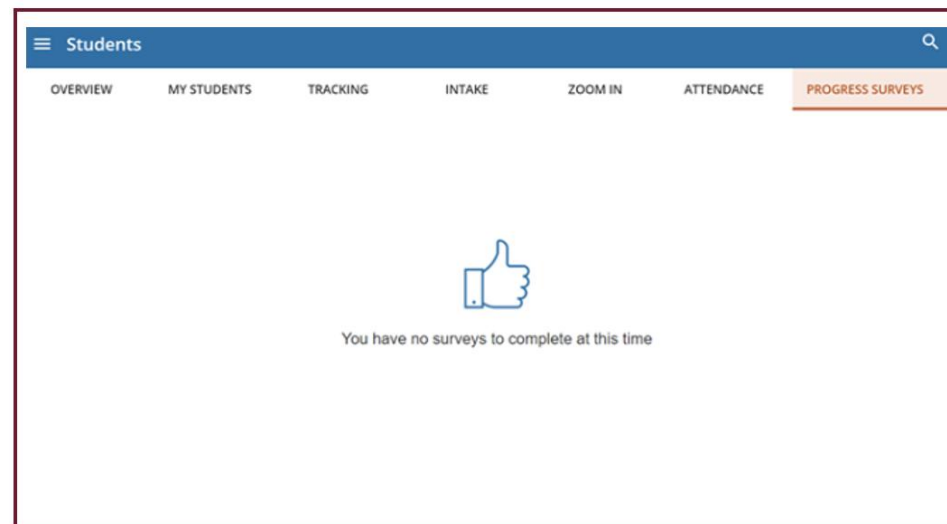 Students
OVERVIEW MY STUDENTS TRACKING INTAKE ZOOM IN ATTENDANCE PROGRESS SURVEYS
You have no surveys to complete at this time